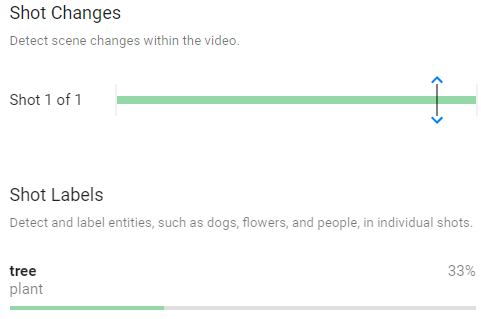 Shot Changes
Detect scene changes within the video.
Shot 1 of 1
Shot Labels
Detect and label entities, such as dogs, flowers, and people, in individual shots.
tree 33%
plant